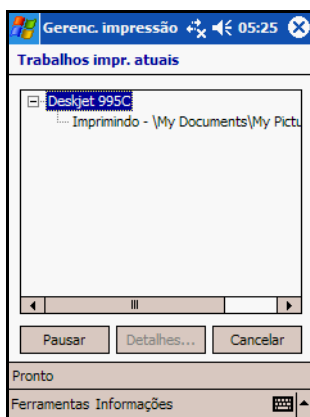 Gerenc. impressão 05:25
Trabalhos impr. atuais
Deskjet 995C
Imprimindo - \My Documents\My Pictu
Pausar Detalhes... Cancelar
Pronto
Ferramentas Informações